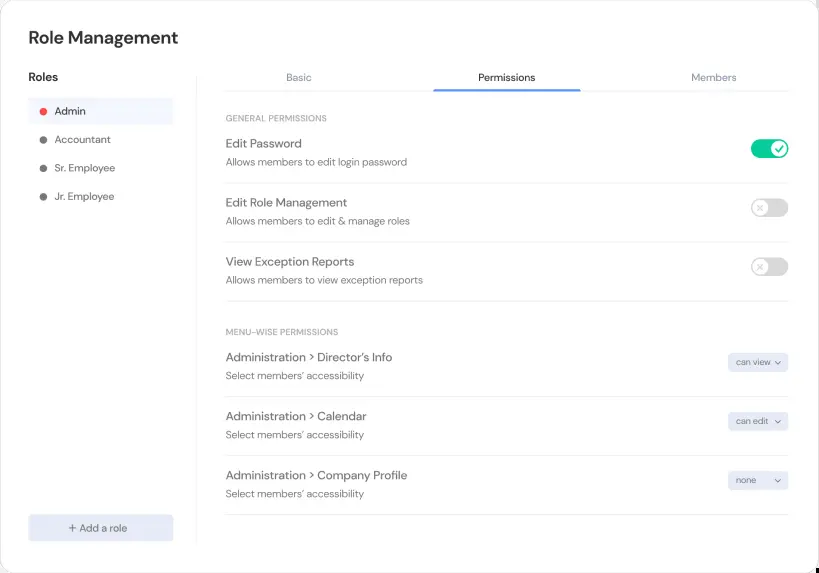 Role Management
Roles
Admin
Accountant
Sr. Employee
Jr. Employee
+ Add a role
Basic
Permissions
Members
GENERAL PERMISSIONS
Edit Password
Allows members to edit login password
Edit Role Management
Allows members to edit & manage roles
View Exception Reports
Allows members to view exception reports
MENU-WISE PERMISSIONS
Administration > Director's Info
Select members' accessibility
can view
Administration > Calendar
Select members' accessibility
can edit
Administration > Company Profile
Select members' accessibility
none